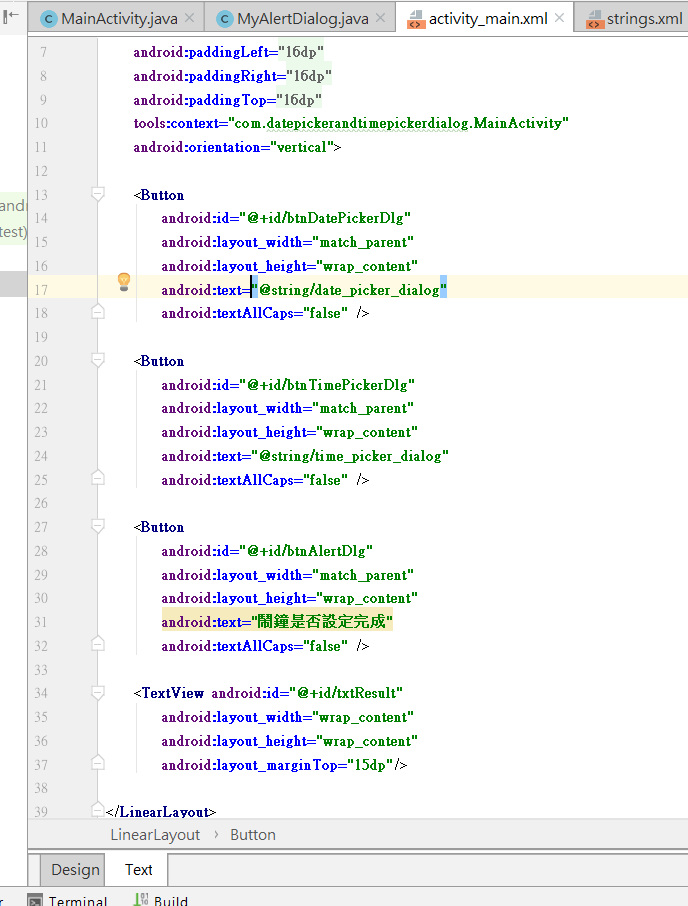 MainActivity.java
MyAlertDialog.java
activity_main.xml
strings.xml
7 android:paddingLeft="16dp"
8 android:paddingRight="16dp"
9 android:paddingTop="16dp"
10 tools:context="com.datepickerandtimepickerdialog.MainActivity"
11 android:orientation="vertical">
12
13 <Button
14 android:id="@+id/btnDatePickerDlg"
15 android:layout_width="match_parent"
16 android:layout_height="wrap_content"
17 android:text="@string/date_picker_dialog"
18 android:textAllCaps="false" />
19
20 <Button
21 android:id="@+id/btnTimePickerDlg"
22 android:layout_width="match_parent"
23 android:layout_height="wrap_content"
24 android:text="@string/time_picker_dialog"
25 android:textAllCaps="false" />
26
27 <Button
28 android:id="@+id/btnAlertDlg"
29 android:layout_width="match_parent"
30 android:layout_height="wrap_content"
31 android:text="鬧鐘是否設定完成"
32 android:textAllCaps="false" />
33
34 <TextView android:id="@+id/txtResult"
35 android:layout_width="wrap_content"
36 android:layout_height="wrap_content"
37 android:layout_marginTop="15dp"/>
38
39 </LinearLayout>
andr
test)
LinearLayout › Button
Design Text
Terminal Build